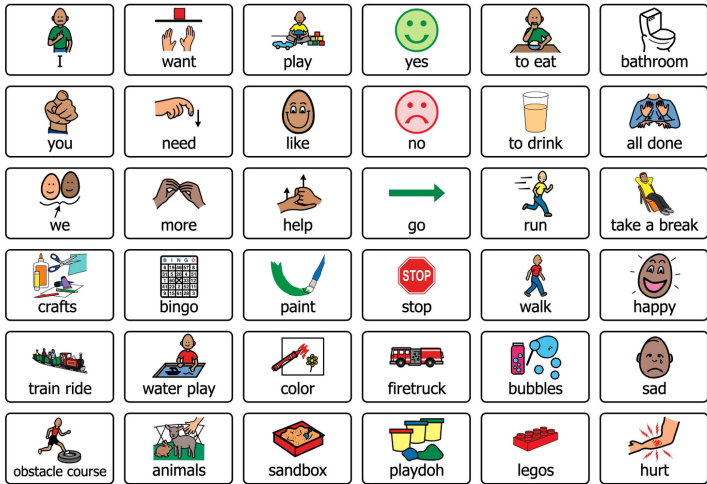 I
want
play
yes
to eat
bathroom
you
need
like
no
to drink
all done
we
more
help
go
run
take a break
crafts
BINGO
bingo
paint
STOP
stop
walk
happy
train ride
water play
color
firetruck
bubbles
sad
obstacle course
animals
sandbox
playdoh
legos
hurt